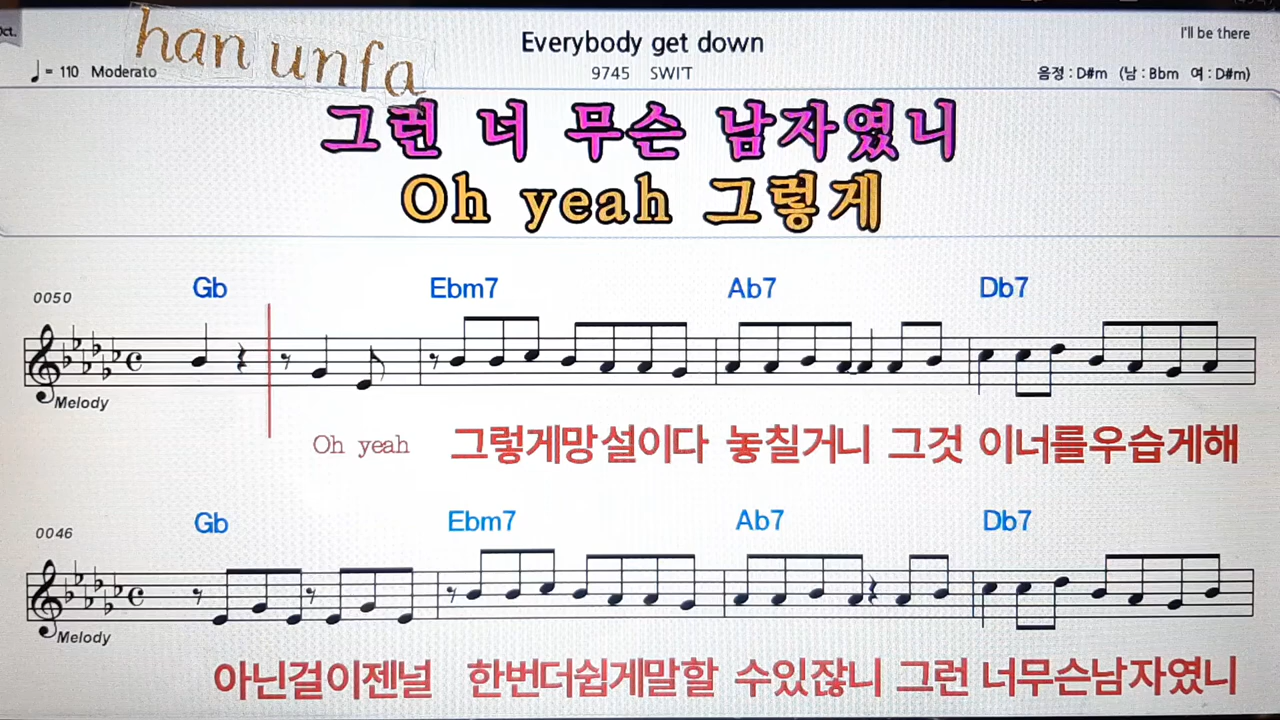 Oct.
han unfa
Everybody get down
I'll be there
♩= 110 Moderato
9745 SWI'T
음정 : D#m (남 : Bbm 여 : D#m)
그런 너 무슨 남자였니
Oh yeah 그렇게
0050
Gb Ebm7 Ab7 Db7
Melody
Oh yeah 그렇게망설이다 놓칠거니 그것 이너를우습게해
0046
Gb Ebm7 Ab7 Db7
Melody
아닌걸이젠널 한번더쉽게말할 수있잖니 그런 너무슨남자였니